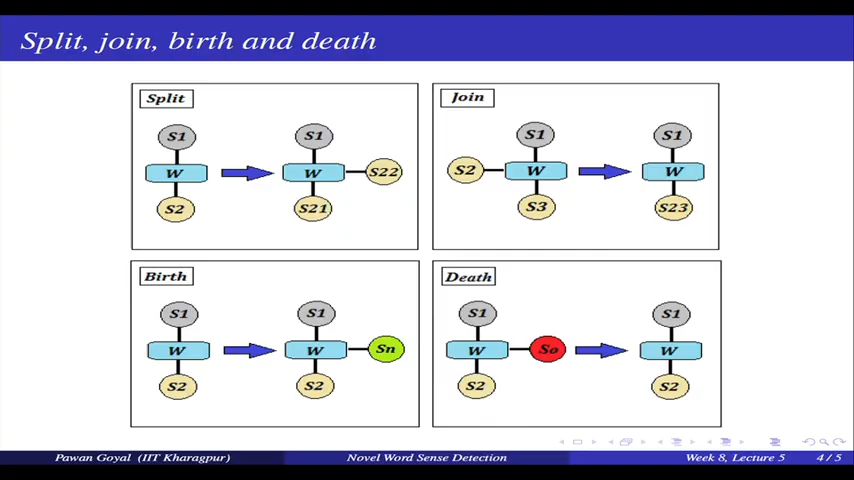 Split, join, birth and death
Split
S1 S1
W W S22
S2 S21
Join
S1 S1
S2 W W
S3 S23
Birth
S1 S1
W W Sn
S2 S2
Death
S1 S1
W So W
S2 S2
Pawan Goyal (IIT Kharagpur) Novel Word Sense Detection Week 8, Lecture 5 4 / 5